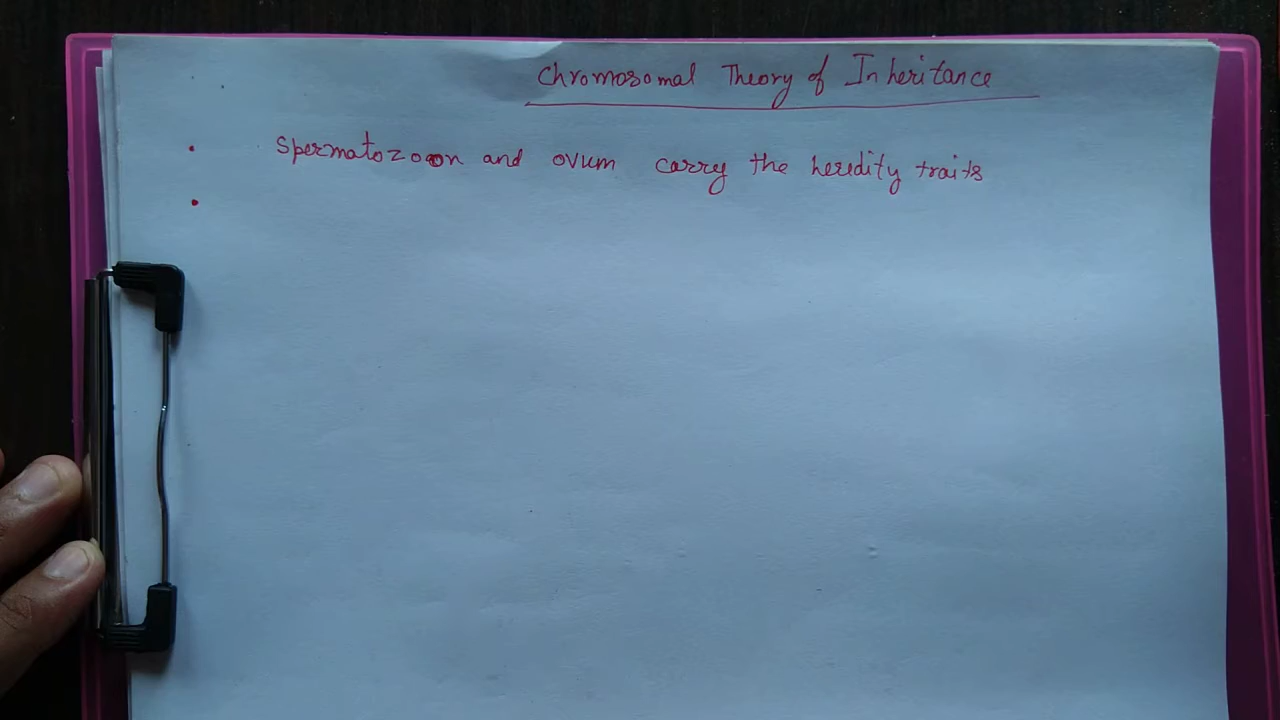 Chromosomal Theory of Inheritance
• Spermatozoon and ovum carry the heredity traits
•